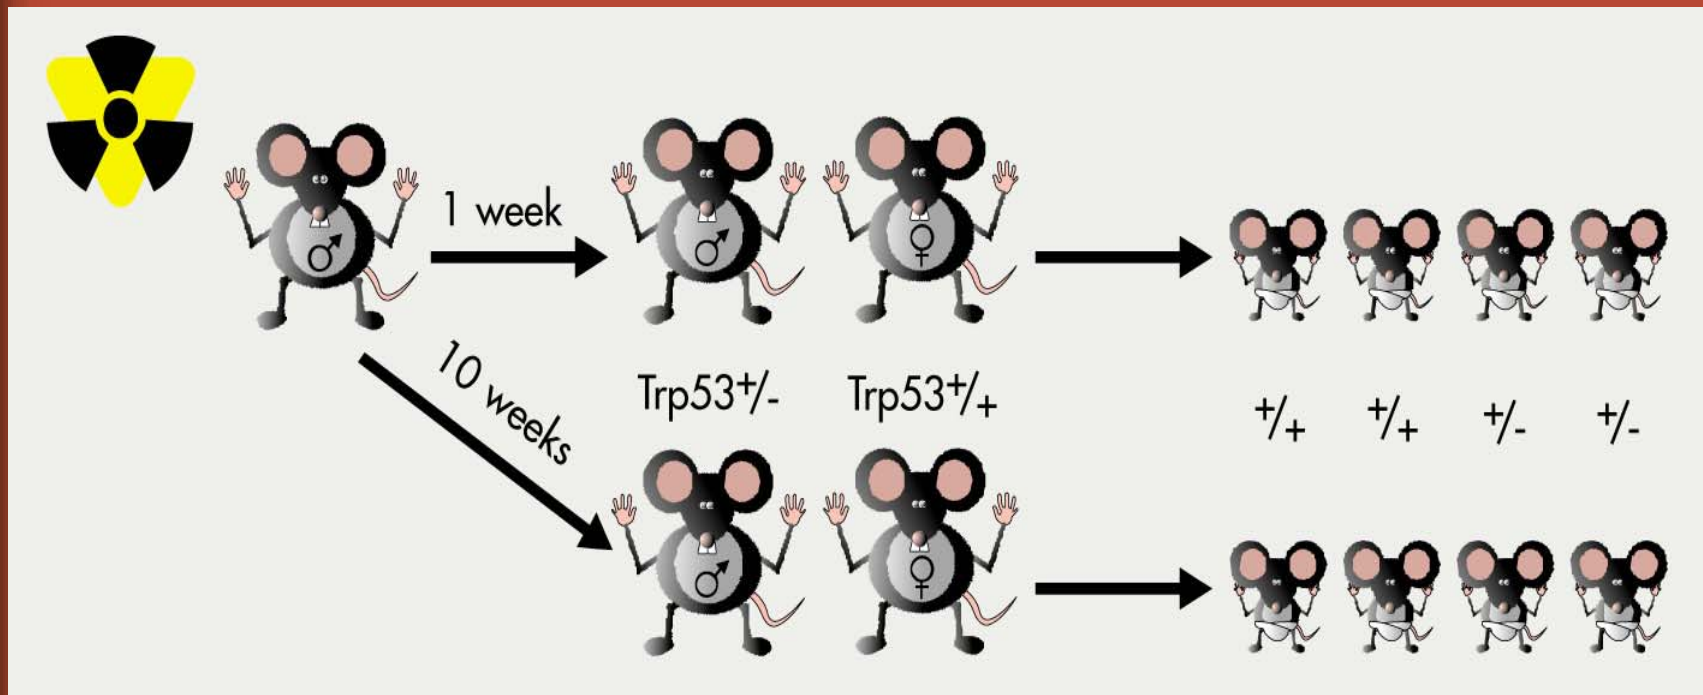 1 week
10 weeks
Trp53+/- Trp53+/+
+/+ +/+ +/- +/-